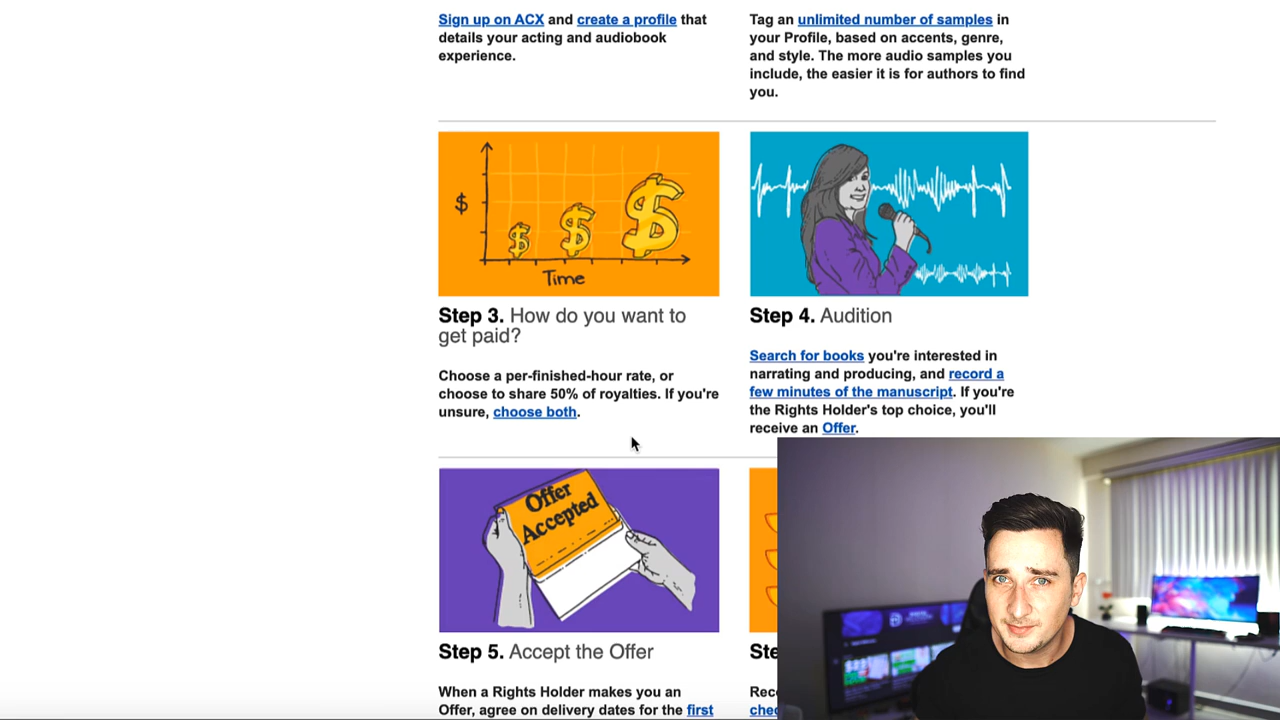 Sign up on ACX and create a profile that
details your acting and audiobook
experience.
Tag an unlimited number of samples in
your Profile, based on accents, genre,
and style. The more audio samples you
include, the easier it is for authors to find
you.
$
Time
Step 3. How do you want to
get paid?
Choose a per-finished-hour rate, or
choose to share 50% of royalties. If you're
unsure, choose both.
Step 4. Audition
Search for books you're interested in
narrating and producing, and record a
few minutes of the manuscript. If you're
the Rights Holder's top choice, you'll
receive an Offer.
Offer
Accepted
Step 5. Accept the Offer
When a Rights Holder makes you an
Offer, agree on delivery dates for the first